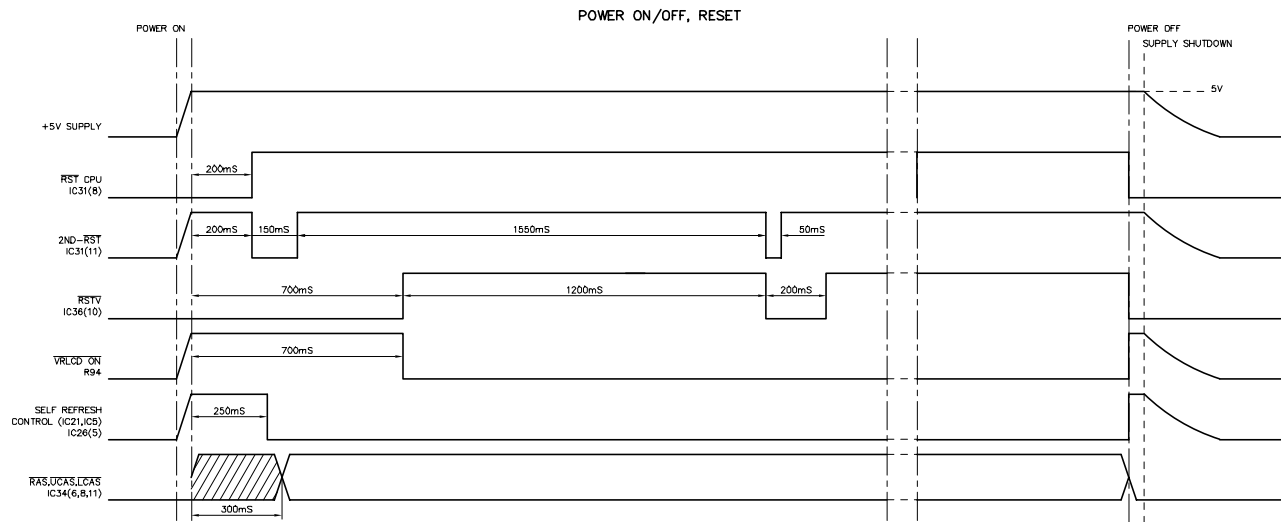 POWER ON/OFF, RESET
POWER ON
POWER OFF
SUPPLY SHUTDOWN
5V
+5V SUPPLY
200mS
RST CPU
IC31(8)
200mS 150mS 1550mS 50mS
2ND-RST
IC31(11)
700mS 1200mS 200mS
RSTV
IC36(10)
700mS
VRLCD ON
R94
250mS
SELF REFRESH
CONTROL (IC21,IC5)
IC26(5)
RAS,UCAS,LCAS
IC34(6,8,11)
300mS